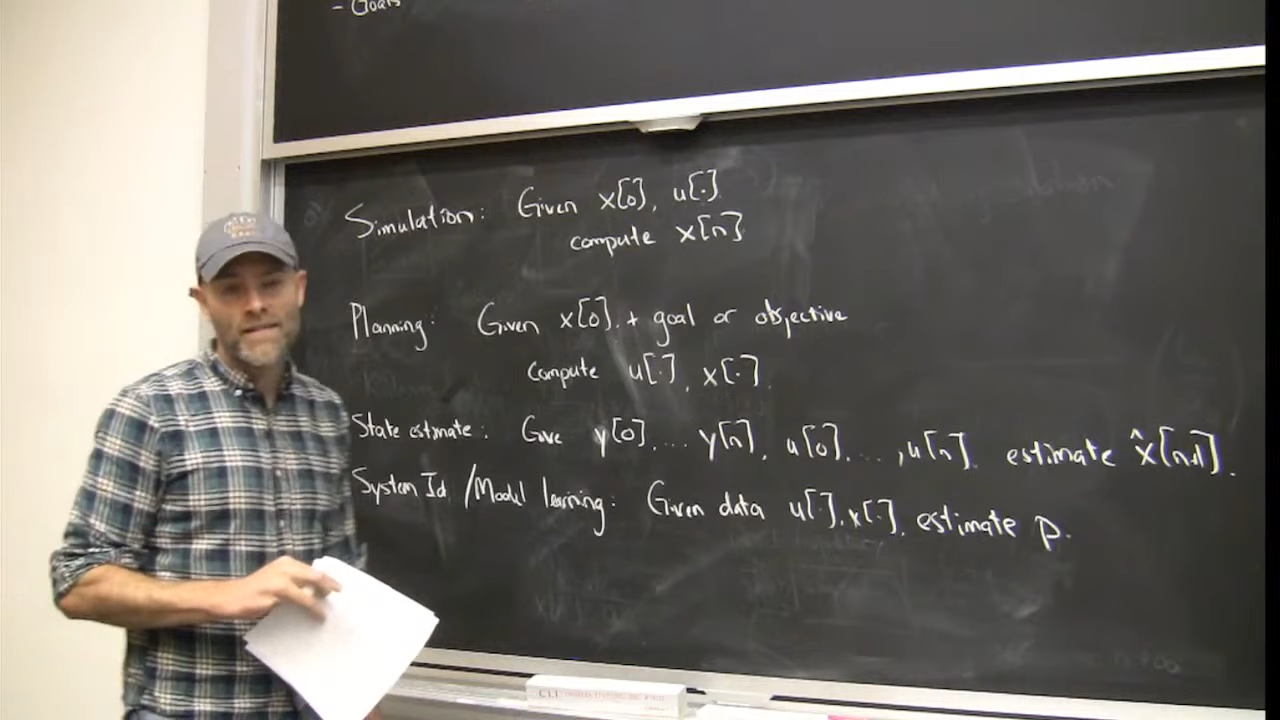 - Goals
Simulation: Given x[0], u[·]
compute x[n]
Planning: Given x[0], + goal or objective
compute u[·], x[·].
State estimate: Give y[0], ... y[n], u[0], ..., u[n], estimate x̂[n+1].
System Id /Model learning: Given data u[·], x[·], estimate p.